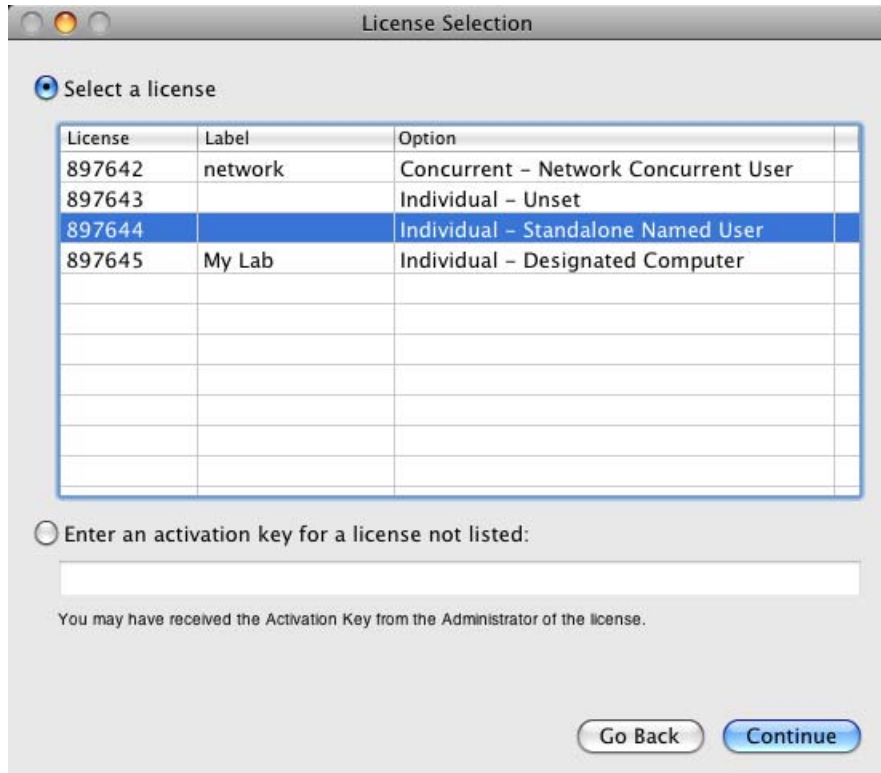 License Selection
Select a license
License Label Option
897642 network Concurrent – Network Concurrent User
897643 Individual – Unset
897644 Individual – Standalone Named User
897645 My Lab Individual – Designated Computer
Enter an activation key for a license not listed:
You may have received the Activation Key from the Administrator of the license.
Go Back Continue